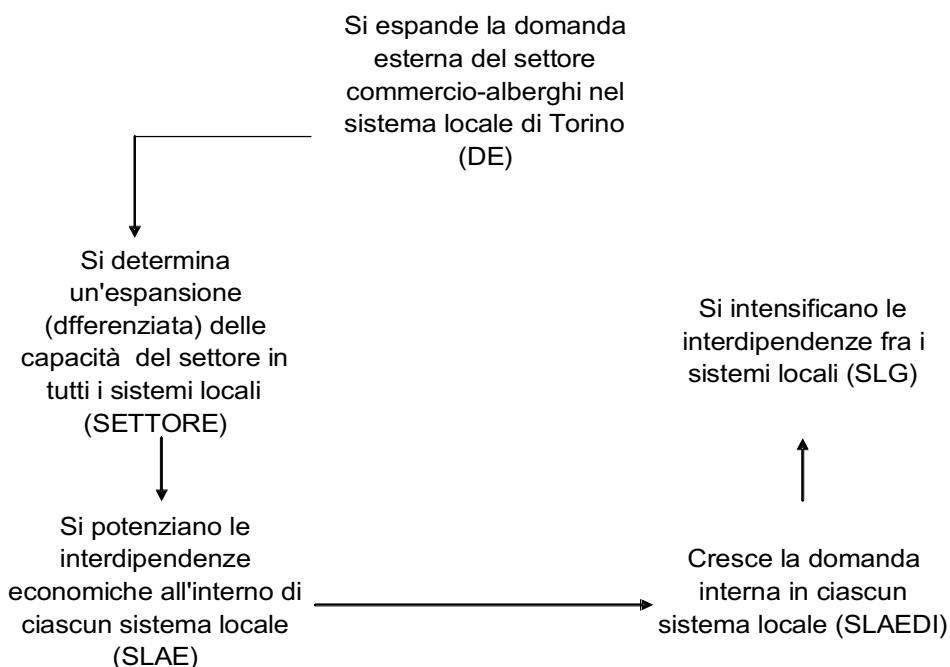 Si espande la domanda
esterna del settore
commercio-alberghi nel
sistema locale di Torino
(DE)
Si determina
un'espansione
(dfferenziata) delle
capacità del settore in
tutti i sistemi locali
(SETTORE)
Si potenziano le
interdipendenze
economiche all'interno di
ciascun sistema locale
(SLAE)
Cresce la domanda
interna in ciascun
sistema locale (SLAEDI)
Si intensificano le
interdipendenze fra i
sistemi locali (SLG)